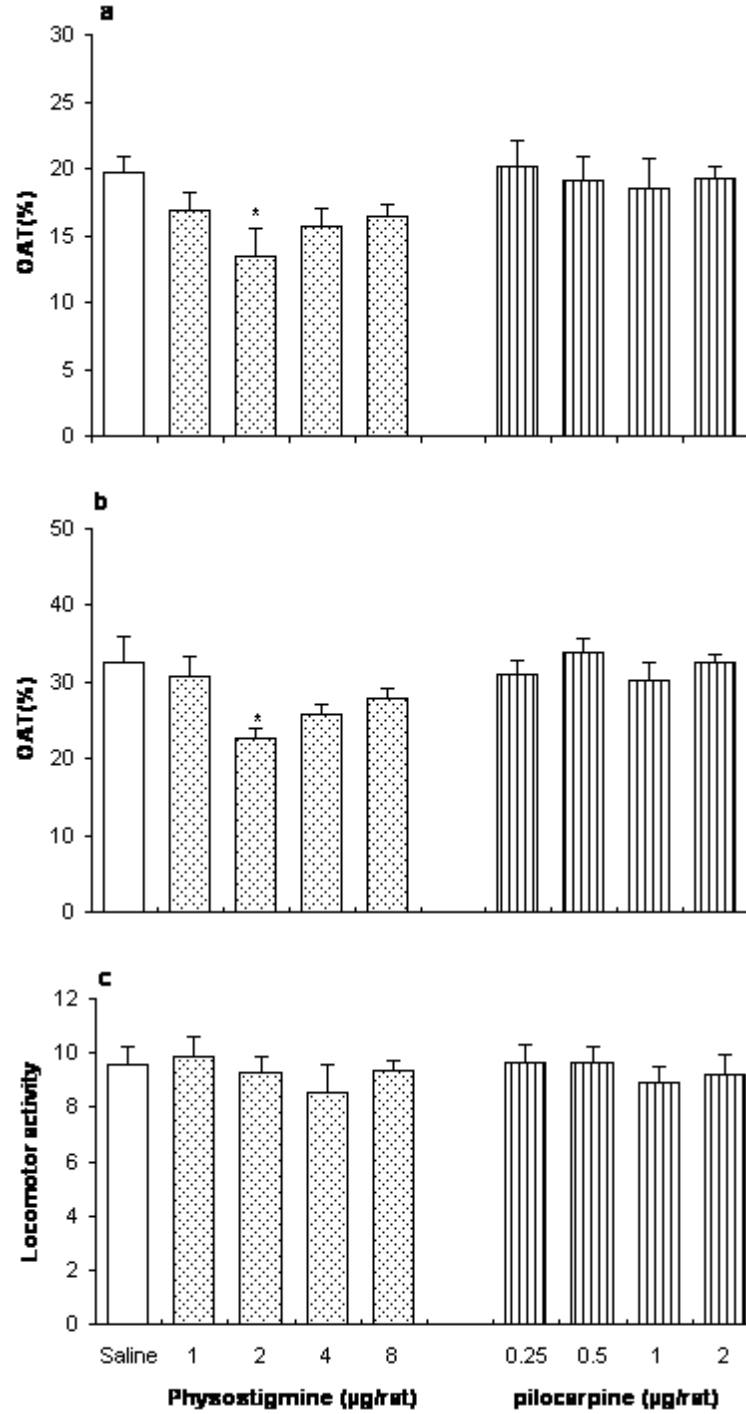 a
30
25
20
15
10
5
0
OAT(%)
*
b
50
40
30
20
10
0
OAT(%)
*
c
12
10
8
6
4
2
0
Locomotor activity
Saline 1 2 4 8 0.25 0.5 1 2
Physostigmine (µg/rat) pilocarpine (µg/rat)